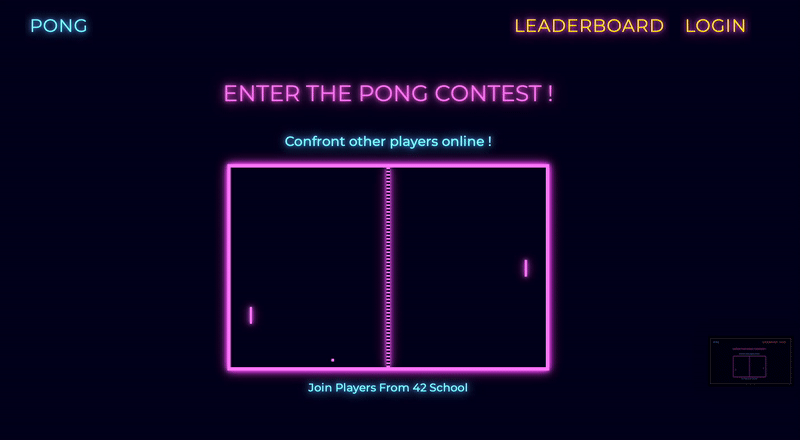 PONG
LEADERBOARD LOGIN
ENTER THE PONG CONTEST !
Confront other players online !
Join Players From 42 School